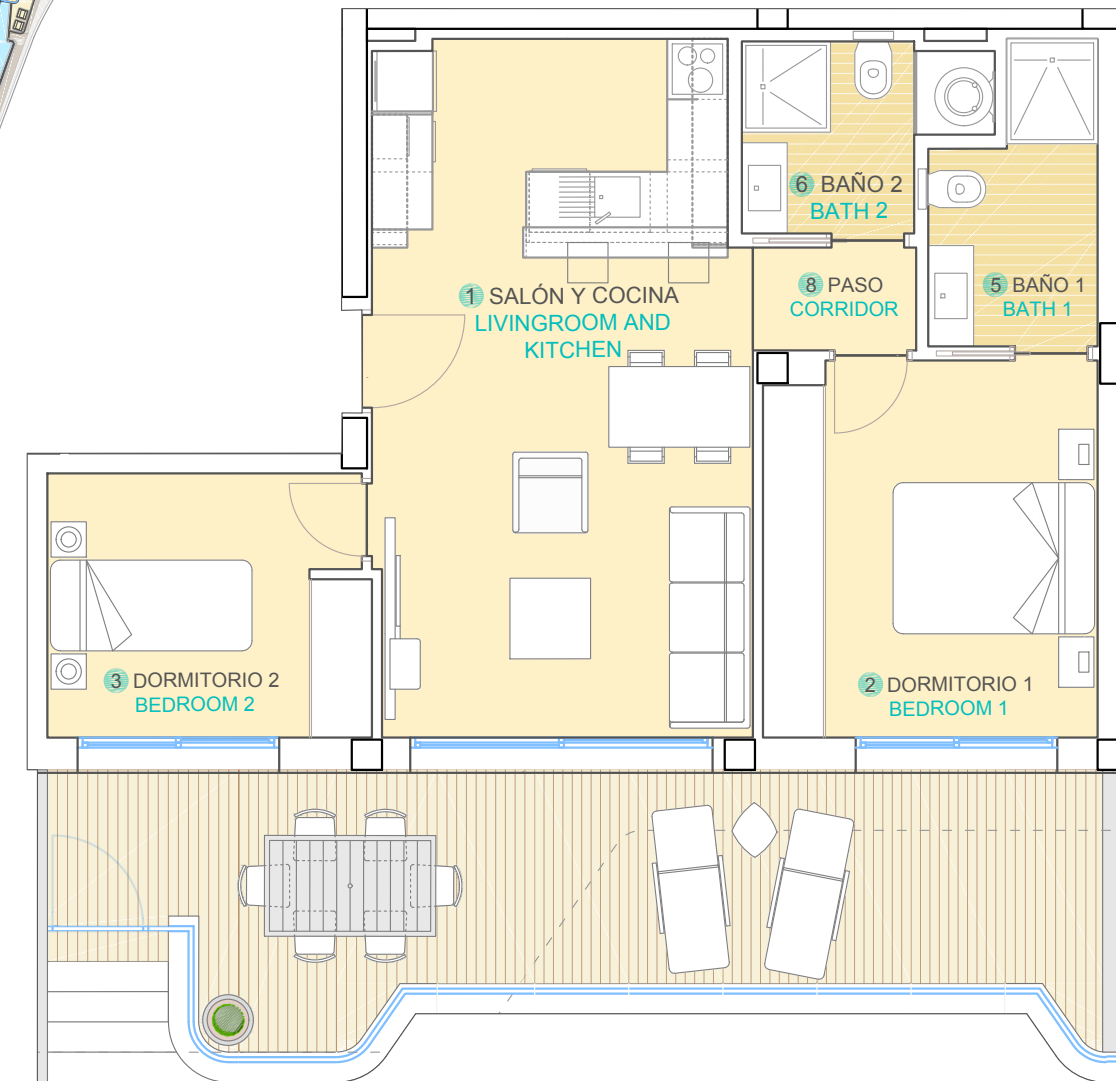 6 BAÑO 2
BATH 2
1 SALÓN Y COCINA
LIVINGROOM AND
KITCHEN
8 PASO
CORRIDOR
5 BAÑO 1
BATH 1
3 DORMITORIO 2
BEDROOM 2
2 DORMITORIO 1
BEDROOM 1